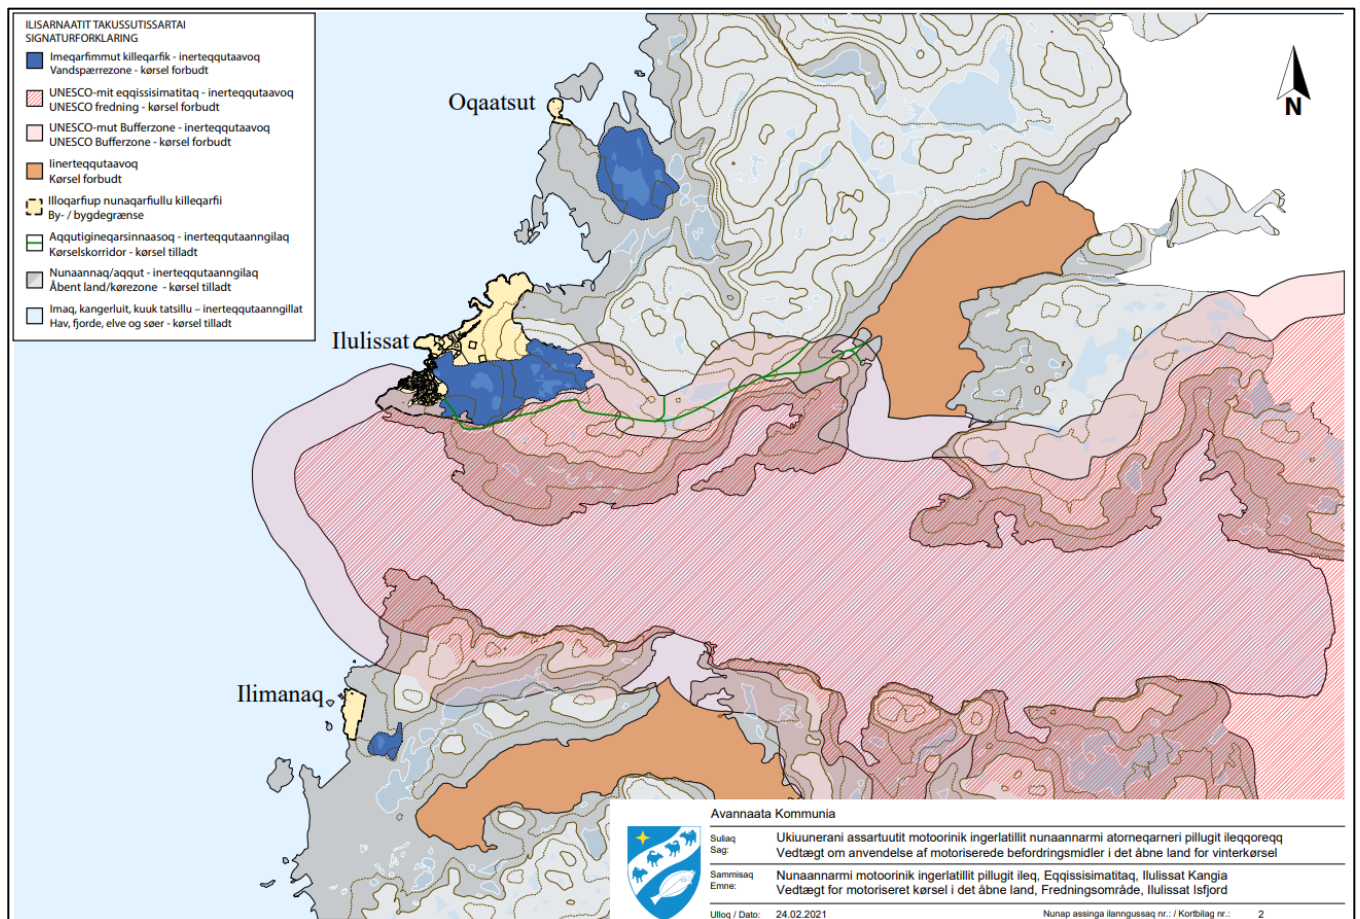 ILISARNAATIT TAKUSSUTISSARTAI
SIGNATURFORKLARING
Imeqarfimmut killeqarfik - inerteqqutaavoq
Vandspærrezone - kørsel forbudt
UNESCO-mit eqqissisimatitaq - inerteqqutaavoq
UNESCO fredning - kørsel forbudt
UNESCO-mut Bufferzone - inerteqqutaavoq
UNESCO Bufferzone - kørsel forbudt
Iinerteqqutaavoq
Kørsel forbudt
Illoqarfiup nunaqarfiullu killeqarfii
By- / bygdegrænse
Aqqutigineqarsinnaasoq - inerteqqutaanngilaq
Kørselskorridor - kørsel tilladt
Nunaannaq/aqqut - inerteqqutaanngilaq
Åbent land/kørezone - kørsel tilladt
Imaq, kangerluit, kuuk tatsillu – inerteqqutaanngillat
Hav, fjorde, elve og søer - kørsel tilladt
Oqaatsut
N
Ilulissat
Ilimanaq
Avannaata Kommunia
Suliaq Ukiuunerani assartuutit motoorinik ingerlatillit nunaannarmi atorneqarneri pillugit ileqqoreqq
Sag: Vedtægt om anvendelse af motoriserede befordringsmidler i det åbne land for vinterkørsel
Sammisaq Nunaannarmi motoorinik ingerlatillit pillugit ileq, Eqqissisimatitaq, Ilulissat Kangia
Emne: Vedtægt for motoriseret kørsel i det åbne land, Fredningsområde, Ilulissat Isfjord
Ulloq / Dato: 24.02.2021 Nunap assinga ilanngussaq nr.: / Kortbilag nr.: 2